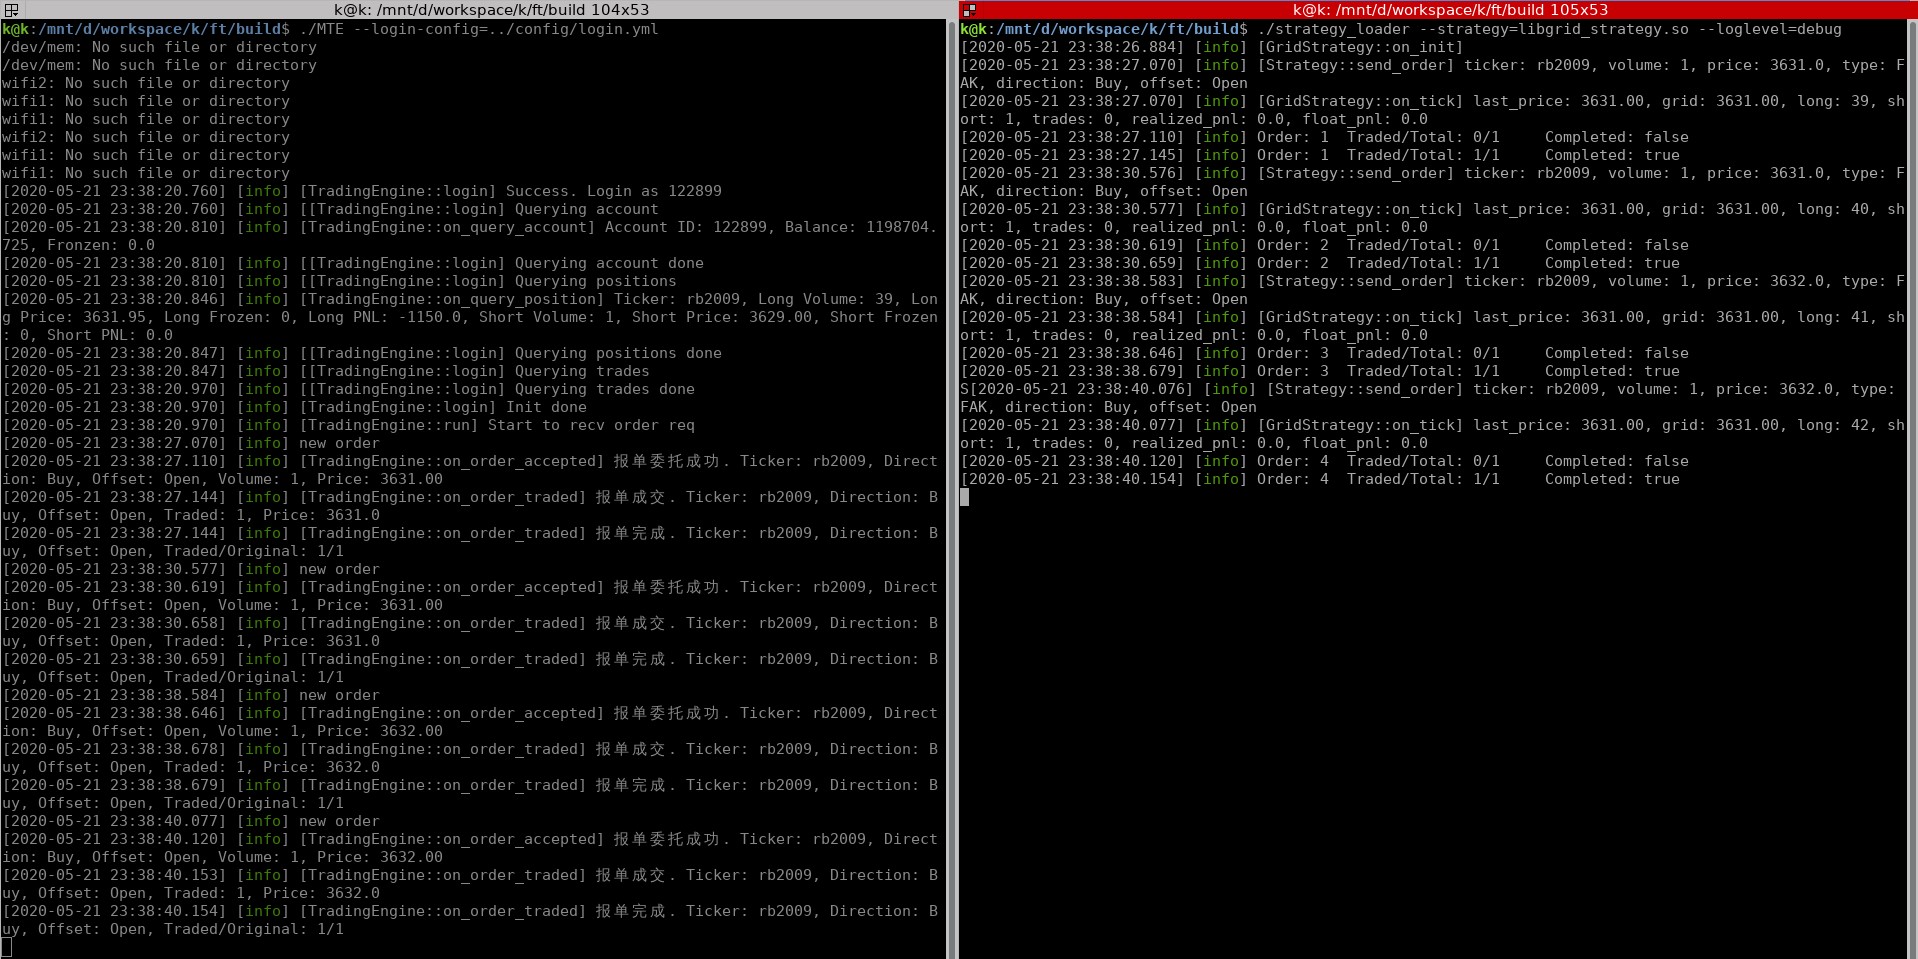 k@k: /mnt/d/workspace/k/ft/build 104x53
k@k:/mnt/d/workspace/k/ft/build$ ./MTE --login-config=../config/login.yml
/dev/mem: No such file or directory
/dev/mem: No such file or directory
wifi2: No such file or directory
wifi1: No such file or directory
wifi1: No such file or directory
wifi2: No such file or directory
wifi1: No such file or directory
wifi1: No such file or directory
[2020-05-21 23:38:20.760] [info] [TradingEngine::login] Success. Login as 122899
[2020-05-21 23:38:20.760] [info] [[TradingEngine::login] Querying account
[2020-05-21 23:38:20.810] [info] [TradingEngine::on_query_account] Account ID: 122899, Balance: 1198704.
725, Fronzen: 0.0
[2020-05-21 23:38:20.810] [info] [[TradingEngine::login] Querying account done
[2020-05-21 23:38:20.810] [info] [[TradingEngine::login] Querying positions
[2020-05-21 23:38:20.846] [info] [TradingEngine::on_query_position] Ticker: rb2009, Long Volume: 39, Lon
g Price: 3631.95, Long Frozen: 0, Long PNL: -1150.0, Short Volume: 1, Short Price: 3629.00, Short Frozen
: 0, Short PNL: 0.0
[2020-05-21 23:38:20.847] [info] [[TradingEngine::login] Querying positions done
[2020-05-21 23:38:20.847] [info] [[TradingEngine::login] Querying trades
[2020-05-21 23:38:20.970] [info] [[TradingEngine::login] Querying trades done
[2020-05-21 23:38:20.970] [info] [TradingEngine::login] Init done
[2020-05-21 23:38:20.970] [info] [TradingEngine::run] Start to recv order req
[2020-05-21 23:38:27.070] [info] new order
[2020-05-21 23:38:27.110] [info] [TradingEngine::on_order_accepted] 报单委托成功. Ticker: rb2009, Direct
ion: Buy, Offset: Open, Volume: 1, Price: 3631.00
[2020-05-21 23:38:27.144] [info] [TradingEngine::on_order_traded] 报单成交. Ticker: rb2009, Direction: B
uy, Offset: Open, Traded: 1, Price: 3631.0
[2020-05-21 23:38:27.144] [info] [TradingEngine::on_order_traded] 报单完成. Ticker: rb2009, Direction: B
uy, Offset: Open, Traded/Original: 1/1
[2020-05-21 23:38:30.577] [info] new order
[2020-05-21 23:38:30.619] [info] [TradingEngine::on_order_accepted] 报单委托成功. Ticker: rb2009, Direct
ion: Buy, Offset: Open, Volume: 1, Price: 3631.00
[2020-05-21 23:38:30.658] [info] [TradingEngine::on_order_traded] 报单成交. Ticker: rb2009, Direction: B
uy, Offset: Open, Traded: 1, Price: 3631.0
[2020-05-21 23:38:30.659] [info] [TradingEngine::on_order_traded] 报单完成. Ticker: rb2009, Direction: B
uy, Offset: Open, Traded/Original: 1/1
[2020-05-21 23:38:38.584] [info] new order
[2020-05-21 23:38:38.646] [info] [TradingEngine::on_order_accepted] 报单委托成功. Ticker: rb2009, Direct
ion: Buy, Offset: Open, Volume: 1, Price: 3632.00
[2020-05-21 23:38:38.678] [info] [TradingEngine::on_order_traded] 报单成交. Ticker: rb2009, Direction: B
uy, Offset: Open, Traded: 1, Price: 3632.0
[2020-05-21 23:38:38.679] [info] [TradingEngine::on_order_traded] 报单完成. Ticker: rb2009, Direction: B
uy, Offset: Open, Traded/Original: 1/1
[2020-05-21 23:38:40.077] [info] new order
[2020-05-21 23:38:40.120] [info] [TradingEngine::on_order_accepted] 报单委托成功. Ticker: rb2009, Direct
ion: Buy, Offset: Open, Volume: 1, Price: 3632.00
[2020-05-21 23:38:40.153] [info] [TradingEngine::on_order_traded] 报单成交. Ticker: rb2009, Direction: B
uy, Offset: Open, Traded: 1, Price: 3632.0
[2020-05-21 23:38:40.154] [info] [TradingEngine::on_order_traded] 报单完成. Ticker: rb2009, Direction: B
uy, Offset: Open, Traded/Original: 1/1
k@k: /mnt/d/workspace/k/ft/build 105x53
k@k:/mnt/d/workspace/k/ft/build$ ./strategy_loader --strategy=libgrid_strategy.so --loglevel=debug
[2020-05-21 23:38:26.884] [info] [GridStrategy::on_init]
[2020-05-21 23:38:27.070] [info] [Strategy::send_order] ticker: rb2009, volume: 1, price: 3631.0, type: F
AK, direction: Buy, offset: Open
[2020-05-21 23:38:27.070] [info] [GridStrategy::on_tick] last_price: 3631.00, grid: 3631.00, long: 39, sh
ort: 1, trades: 0, realized_pnl: 0.0, float_pnl: 0.0
[2020-05-21 23:38:27.110] [info] Order: 1  Traded/Total: 0/1     Completed: false
[2020-05-21 23:38:27.145] [info] Order: 1  Traded/Total: 1/1     Completed: true
[2020-05-21 23:38:30.576] [info] [Strategy::send_order] ticker: rb2009, volume: 1, price: 3631.0, type: F
AK, direction: Buy, offset: Open
[2020-05-21 23:38:30.577] [info] [GridStrategy::on_tick] last_price: 3631.00, grid: 3631.00, long: 40, sh
ort: 1, trades: 0, realized_pnl: 0.0, float_pnl: 0.0
[2020-05-21 23:38:30.619] [info] Order: 2  Traded/Total: 0/1     Completed: false
[2020-05-21 23:38:30.659] [info] Order: 2  Traded/Total: 1/1     Completed: true
[2020-05-21 23:38:38.583] [info] [Strategy::send_order] ticker: rb2009, volume: 1, price: 3632.0, type: F
AK, direction: Buy, offset: Open
[2020-05-21 23:38:38.584] [info] [GridStrategy::on_tick] last_price: 3631.00, grid: 3631.00, long: 41, sh
ort: 1, trades: 0, realized_pnl: 0.0, float_pnl: 0.0
[2020-05-21 23:38:38.646] [info] Order: 3  Traded/Total: 0/1     Completed: false
[2020-05-21 23:38:38.679] [info] Order: 3  Traded/Total: 1/1     Completed: true
S[2020-05-21 23:38:40.076] [info] [Strategy::send_order] ticker: rb2009, volume: 1, price: 3632.0, type:
FAK, direction: Buy, offset: Open
[2020-05-21 23:38:40.077] [info] [GridStrategy::on_tick] last_price: 3631.00, grid: 3631.00, long: 42, sh
ort: 1, trades: 0, realized_pnl: 0.0, float_pnl: 0.0
[2020-05-21 23:38:40.120] [info] Order: 4  Traded/Total: 0/1     Completed: false
[2020-05-21 23:38:40.154] [info] Order: 4  Traded/Total: 1/1     Completed: true